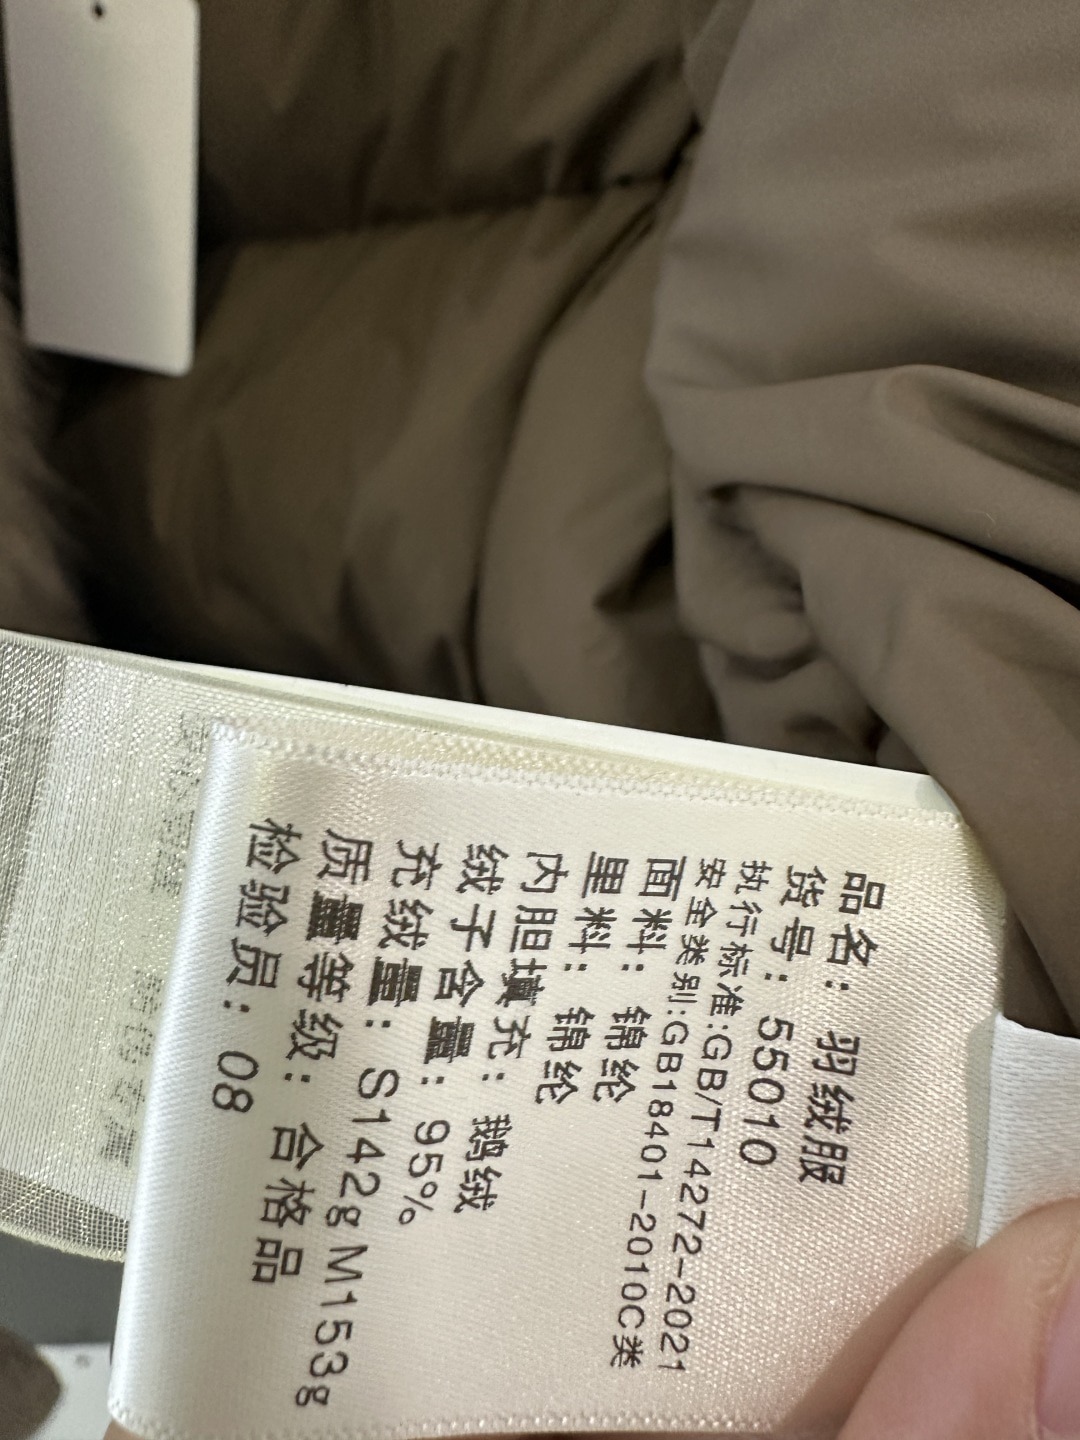 品名：羽绒服
货号：55010
执行标准:GB/T14272-2021
安全类别:GB18401-2010C类
面料：锦纶
里料：锦纶
内胆填充：鹅绒
绒子含量：95%
充绒量：S142g M153g
质量等级：合格品
检验员：08